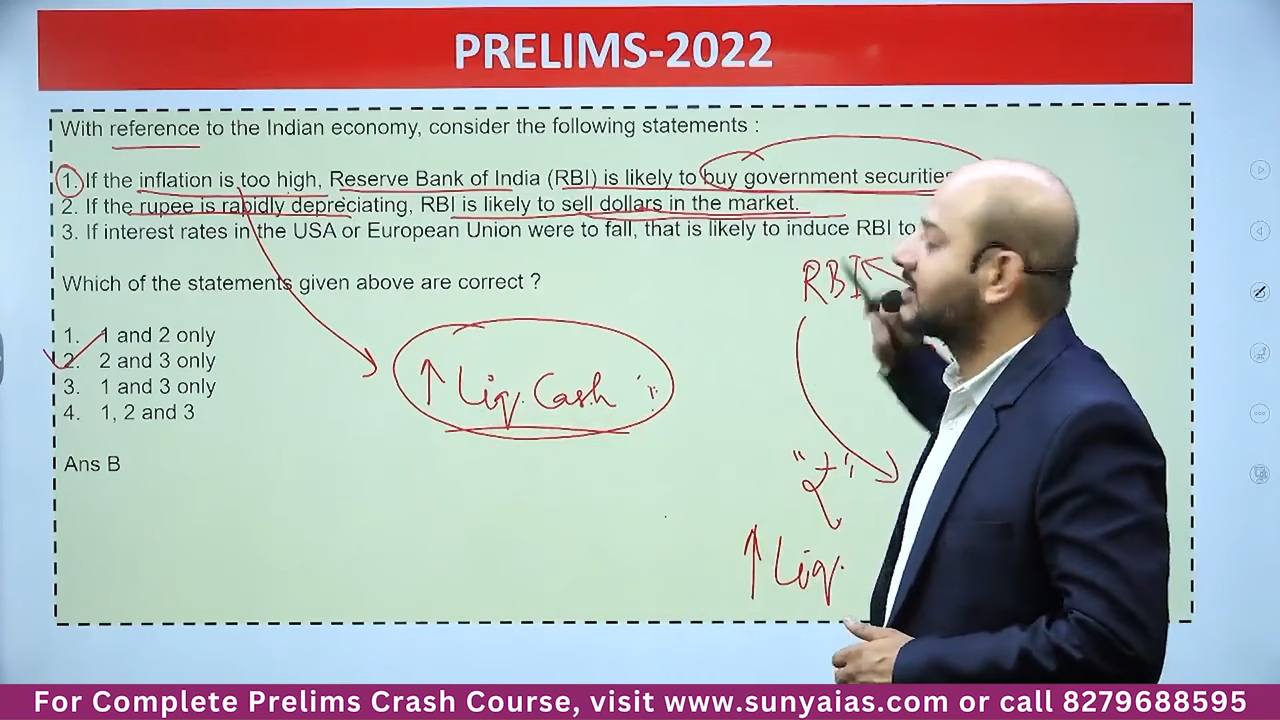 PRELIMS-2022
With reference to the Indian economy, consider the following statements :
1. If the inflation is too high, Reserve Bank of India (RBI) is likely to buy government securities
2. If the rupee is rapidly depreciating, RBI is likely to sell dollars in the market.
3. If interest rates in the USA or European Union were to fall, that is likely to induce RBI to
Which of the statements given above are correct ?
1. 1 and 2 only
2. 2 and 3 only
3. 1 and 3 only
4. 1, 2 and 3
Ans B
RBI
↑ Liq. Cash
"₹"
↑ Liq.
For Complete Prelims Crash Course, visit www.sunyaias.com or call 8279688595